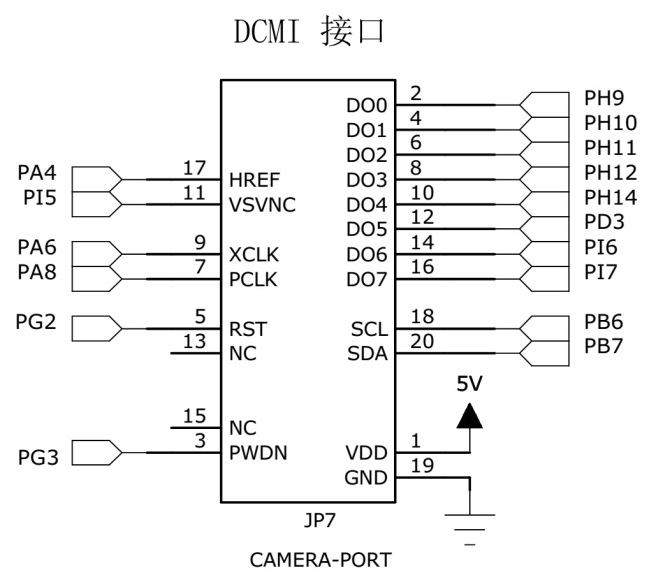 DCMI 接口
DO0 2 PH9
DO1 4 PH10
DO2 6 PH11
PA4 17 HREF DO3 8 PH12
PI5 11 VSVNC DO4 10 PH14
DO5 12 PD3
PA6 9 XCLK DO6 14 PI6
PA8 7 PCLK DO7 16 PI7
PG2 5 RST SCL 18 PB6
13 NC SDA 20 PB7
5V
15 NC
PG3 3 PWDN VDD 1
GND 19
JP7
CAMERA-PORT